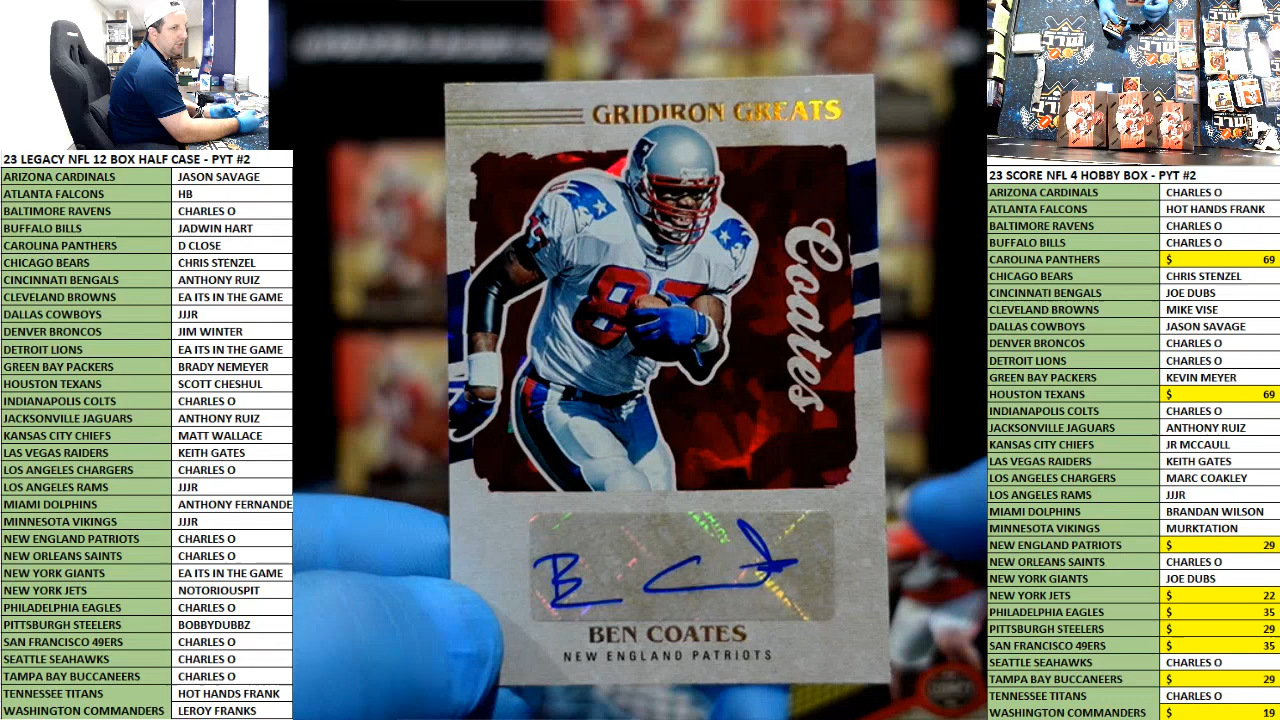 23 LEGACY NFL 12 BOX HALF CASE - PYT #2
ARIZONA CARDINALS JASON SAVAGE
ATLANTA FALCONS HB
BALTIMORE RAVENS CHARLES O
BUFFALO BILLS JADWIN HART
CAROLINA PANTHERS D CLOSE
CHICAGO BEARS CHRIS STENZEL
CINCINNATI BENGALS ANTHONY RUIZ
CLEVELAND BROWNS EA ITS IN THE GAME
DALLAS COWBOYS JJJR
DENVER BRONCOS JIM WINTER
DETROIT LIONS EA ITS IN THE GAME
GREEN BAY PACKERS BRADY NEMEYER
HOUSTON TEXANS SCOTT CHESHUL
INDIANAPOLIS COLTS CHARLES O
JACKSONVILLE JAGUARS ANTHONY RUIZ
KANSAS CITY CHIEFS MATT WALLACE
LAS VEGAS RAIDERS KEITH GATES
LOS ANGELES CHARGERS CHARLES O
LOS ANGELES RAMS JJJR
MIAMI DOLPHINS ANTHONY FERNANDE
MINNESOTA VIKINGS JJJR
NEW ENGLAND PATRIOTS CHARLES O
NEW ORLEANS SAINTS CHARLES O
NEW YORK GIANTS EA ITS IN THE GAME
NEW YORK JETS NOTORIOUSPIT
PHILADELPHIA EAGLES CHARLES O
PITTSBURGH STEELERS BOBBYDUBBZ
SAN FRANCISCO 49ERS CHARLES O
SEATTLE SEAHAWKS CHARLES O
TAMPA BAY BUCCANEERS CHARLES O
TENNESSEE TITANS HOT HANDS FRANK
WASHINGTON COMMANDERS LEROY FRANKS
GRIDIRON GREATS
Coates
BEN COATES
NEW ENGLAND PATRIOTS
23 SCORE NFL 4 HOBBY BOX - PYT #2
ARIZONA CARDINALS CHARLES O
ATLANTA FALCONS HOT HANDS FRANK
BALTIMORE RAVENS CHARLES O
BUFFALO BILLS CHARLES O
CAROLINA PANTHERS $ 69
CHICAGO BEARS CHRIS STENZEL
CINCINNATI BENGALS JOE DUBS
CLEVELAND BROWNS MIKE VISE
DALLAS COWBOYS JASON SAVAGE
DENVER BRONCOS CHARLES O
DETROIT LIONS CHARLES O
GREEN BAY PACKERS KEVIN MEYER
HOUSTON TEXANS $ 69
INDIANAPOLIS COLTS CHARLES O
JACKSONVILLE JAGUARS ANTHONY RUIZ
KANSAS CITY CHIEFS JR MCCAULL
LAS VEGAS RAIDERS KEITH GATES
LOS ANGELES CHARGERS MARC COAKLEY
LOS ANGELES RAMS JJJR
MIAMI DOLPHINS BRANDAN WILSON
MINNESOTA VIKINGS MURKTATION
NEW ENGLAND PATRIOTS $ 29
NEW ORLEANS SAINTS CHARLES O
NEW YORK GIANTS JOE DUBS
NEW YORK JETS $ 22
PHILADELPHIA EAGLES $ 35
PITTSBURGH STEELERS $ 29
SAN FRANCISCO 49ERS $ 35
SEATTLE SEAHAWKS CHARLES O
TAMPA BAY BUCCANEERS $ 29
TENNESSEE TITANS CHARLES O
WASHINGTON COMMANDERS $ 19